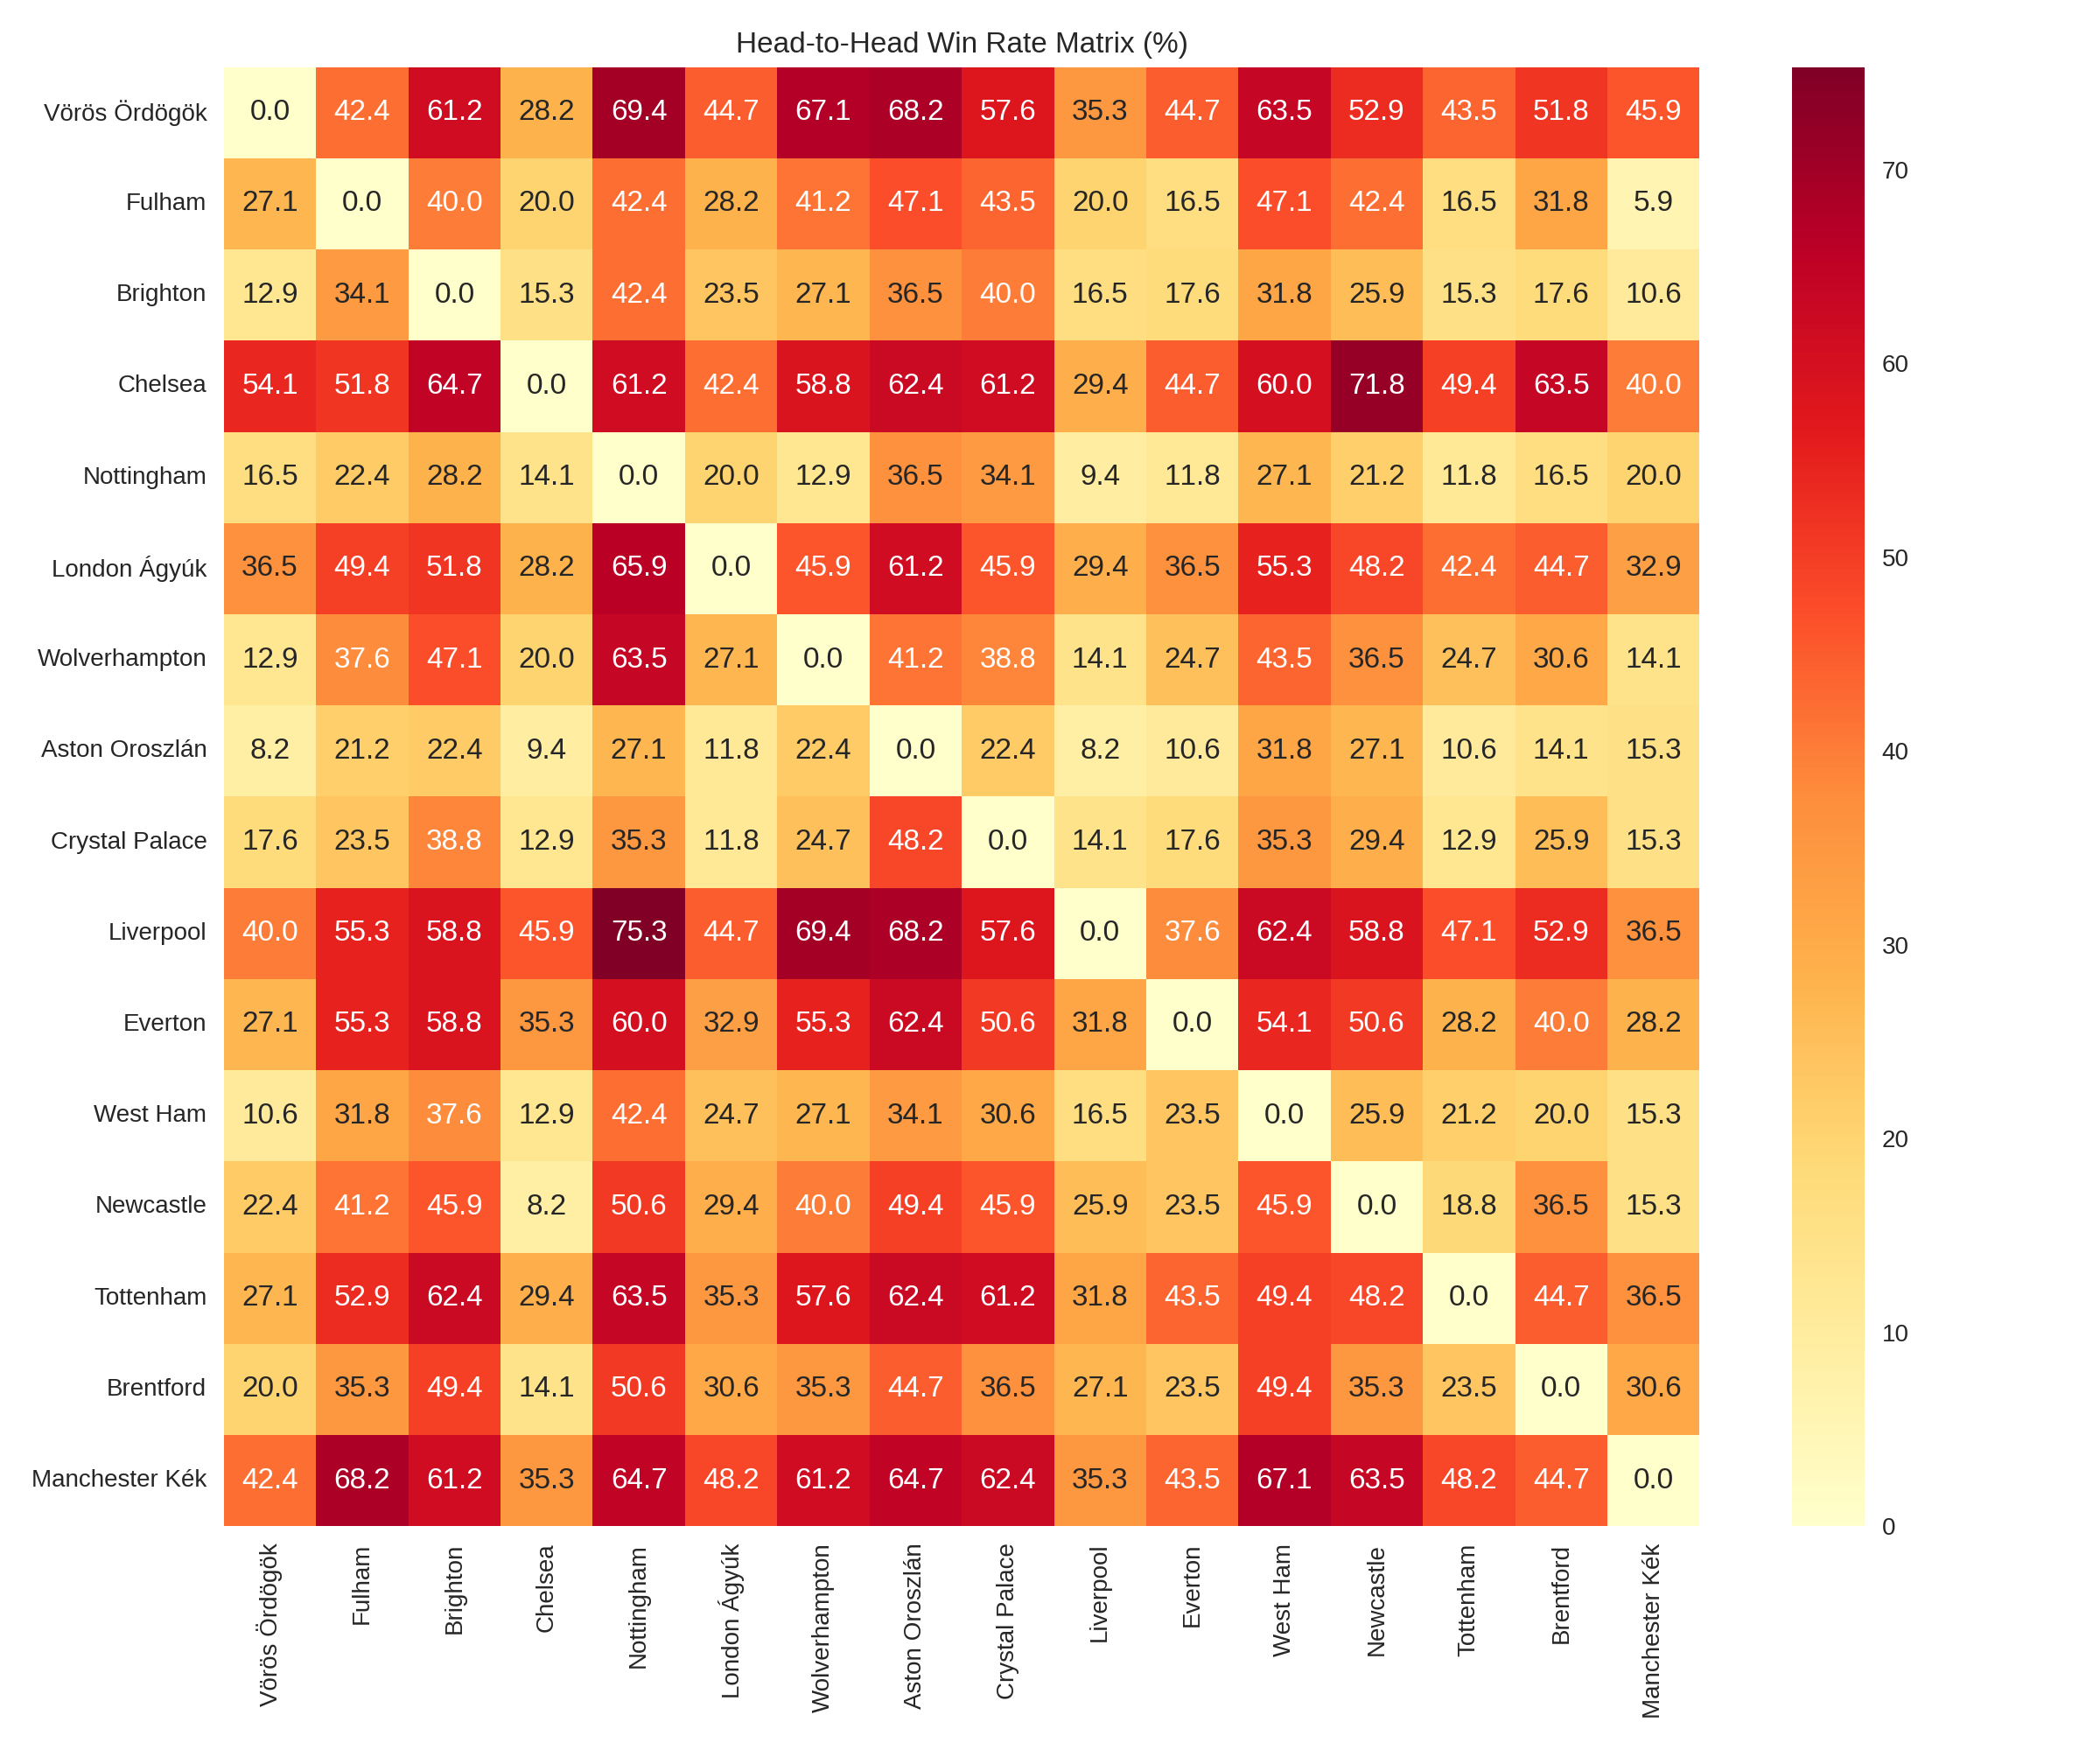 Head-to-Head Win Rate Matrix (%)
Vörös Ördögök 0.0 42.4 61.2 28.2 69.4 44.7 67.1 68.2 57.6 35.3 44.7 63.5 52.9 43.5 51.8 45.9
Fulham 27.1 0.0 40.0 20.0 42.4 28.2 41.2 47.1 43.5 20.0 16.5 47.1 42.4 16.5 31.8 5.9
Brighton 12.9 34.1 0.0 15.3 42.4 23.5 27.1 36.5 40.0 16.5 17.6 31.8 25.9 15.3 17.6 10.6
Chelsea 54.1 51.8 64.7 0.0 61.2 42.4 58.8 62.4 61.2 29.4 44.7 60.0 71.8 49.4 63.5 40.0
Nottingham 16.5 22.4 28.2 14.1 0.0 20.0 12.9 36.5 34.1 9.4 11.8 27.1 21.2 11.8 16.5 20.0
London Ágyúk 36.5 49.4 51.8 28.2 65.9 0.0 45.9 61.2 45.9 29.4 36.5 55.3 48.2 42.4 44.7 32.9
Wolverhampton 12.9 37.6 47.1 20.0 63.5 27.1 0.0 41.2 38.8 14.1 24.7 43.5 36.5 24.7 30.6 14.1
Aston Oroszlán 8.2 21.2 22.4 9.4 27.1 11.8 22.4 0.0 22.4 8.2 10.6 31.8 27.1 10.6 14.1 15.3
Crystal Palace 17.6 23.5 38.8 12.9 35.3 11.8 24.7 48.2 0.0 14.1 17.6 35.3 29.4 12.9 25.9 15.3
Liverpool 40.0 55.3 58.8 45.9 75.3 44.7 69.4 68.2 57.6 0.0 37.6 62.4 58.8 47.1 52.9 36.5
Everton 27.1 55.3 58.8 35.3 60.0 32.9 55.3 62.4 50.6 31.8 0.0 54.1 50.6 28.2 40.0 28.2
West Ham 10.6 31.8 37.6 12.9 42.4 24.7 27.1 34.1 30.6 16.5 23.5 0.0 25.9 21.2 20.0 15.3
Newcastle 22.4 41.2 45.9 8.2 50.6 29.4 40.0 49.4 45.9 25.9 23.5 45.9 0.0 18.8 36.5 15.3
Tottenham 27.1 52.9 62.4 29.4 63.5 35.3 57.6 62.4 61.2 31.8 43.5 49.4 48.2 0.0 44.7 36.5
Brentford 20.0 35.3 49.4 14.1 50.6 30.6 35.3 44.7 36.5 27.1 23.5 49.4 35.3 23.5 0.0 30.6
Manchester Kék 42.4 68.2 61.2 35.3 64.7 48.2 61.2 64.7 62.4 35.3 43.5 67.1 63.5 48.2 44.7 0.0
Vörös Ördögök
Fulham
Brighton
Chelsea
Nottingham
London Ágyúk
Wolverhampton
Aston Oroszlán
Crystal Palace
Liverpool
Everton
West Ham
Newcastle
Tottenham
Brentford
Manchester Kék
70
60
50
40
30
20
10
0